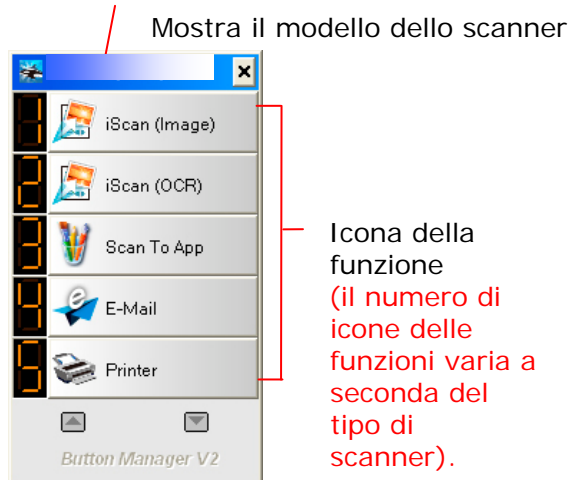 Mostra il modello dello scanner
1 iScan (Image)
2 iScan (OCR)
3 Scan To App
4 E-Mail
5 Printer
Button Manager V2
Icona della
funzione
(il numero di
icone delle
funzioni varia a
seconda del
tipo di
scanner).